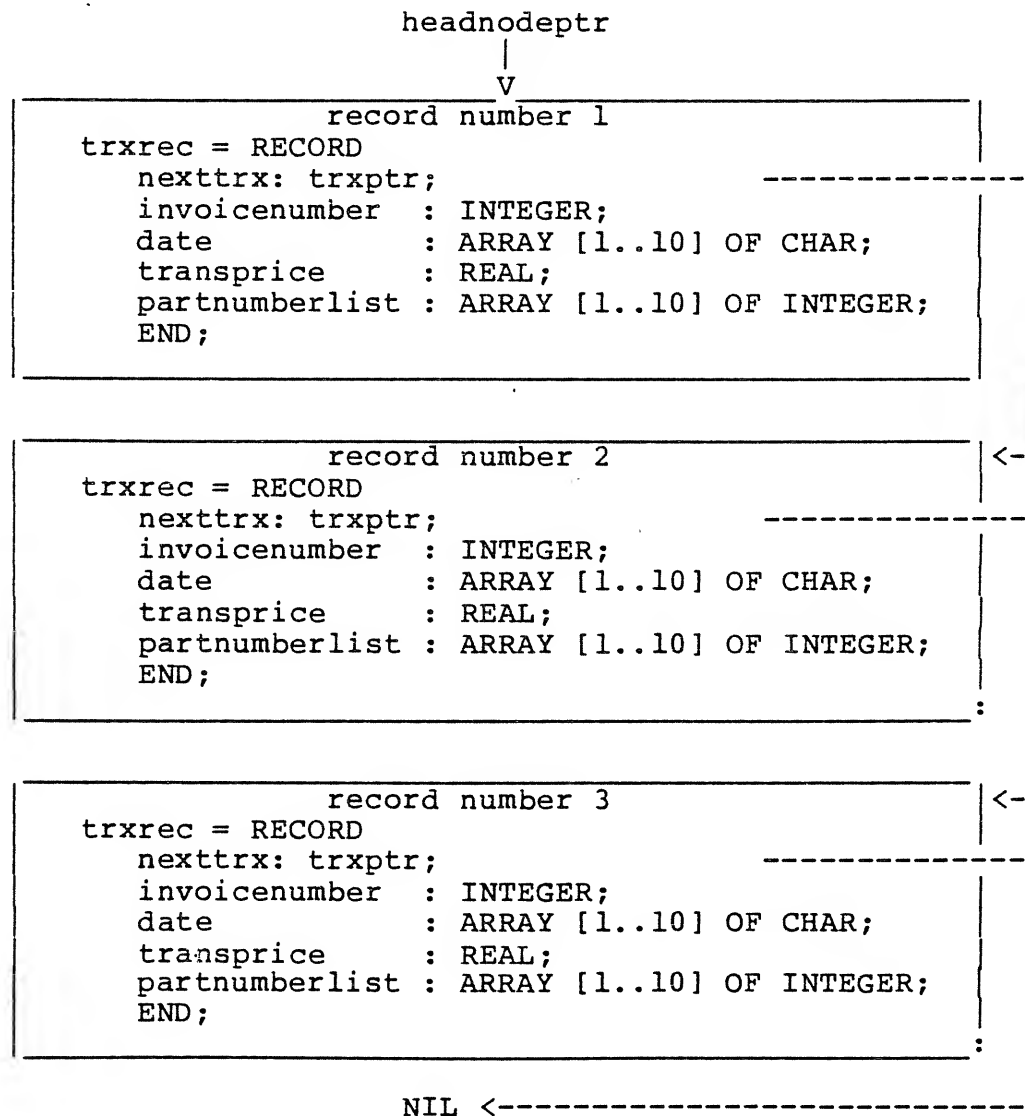 headnodeptr
|
V
record number 1
trxrec = RECORD
nexttrx: trxptr; --------------
invoicenumber : INTEGER;
date : ARRAY [1..10] OF CHAR;
transprice : REAL;
partnumberlist : ARRAY [1..10] OF INTEGER;
END;
record number 2 |<-
trxrec = RECORD
nexttrx: trxptr; --------------
invoicenumber : INTEGER;
date : ARRAY [1..10] OF CHAR;
transprice : REAL;
partnumberlist : ARRAY [1..10] OF INTEGER;
END;
:
record number 3 |<-
trxrec = RECORD
nexttrx: trxptr; --------------
invoicenumber : INTEGER;
date : ARRAY [1..10] OF CHAR;
transprice : REAL;
partnumberlist : ARRAY [1..10] OF INTEGER;
END;
:
NIL <----------------------------